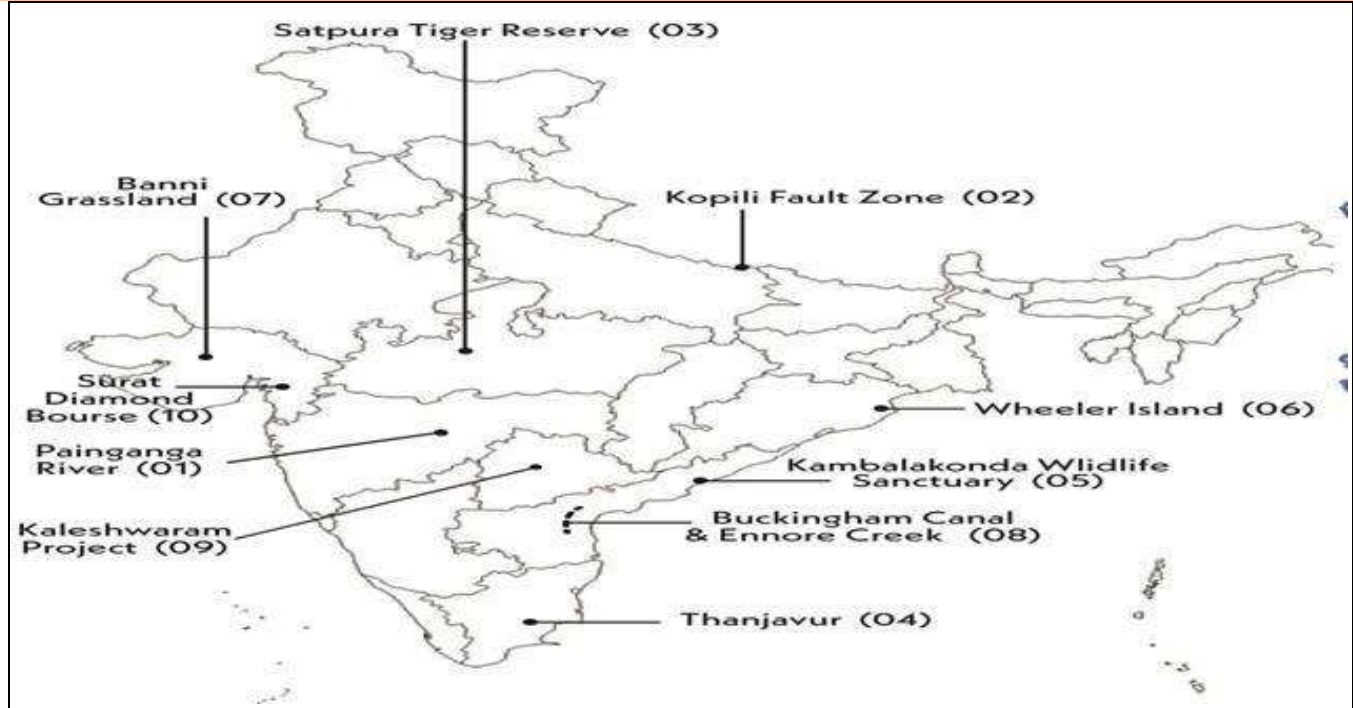 Satpura Tiger Reserve (03)
Banni
Grassland (07)
Kopili Fault Zone (02)
Surat
Diamond
Bourse (10)
Wheeler Island (06)
Painganga
River (01)
Kambalakonda Wlidlife
Sanctuary (05)
Kaleshwaram
Project (09)
Buckingham Canal
& Ennore Creek (08)
Thanjavur (04)